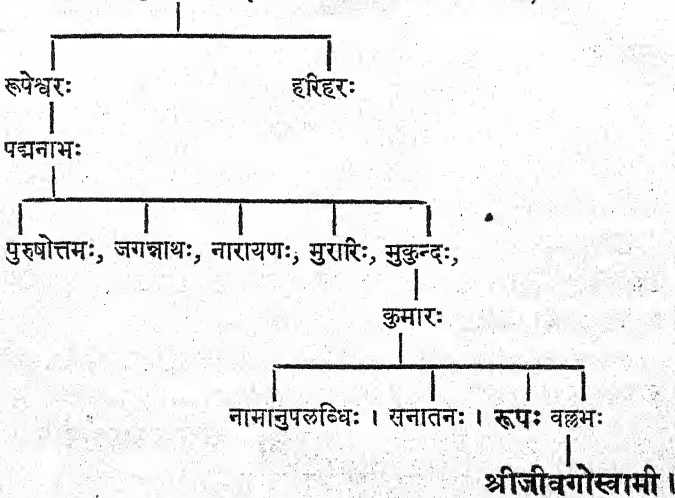 रूपेश्वरः हरिहरः
पद्मनाभः
पुरुषोत्तमः, जगन्नाथः, नारायणः, मुरारिः, मुकुन्दः,
कुमारः
नामानुपलब्धिः । सनातनः । रूपः वल्लभः
श्रीजीवगोस्वामी ।